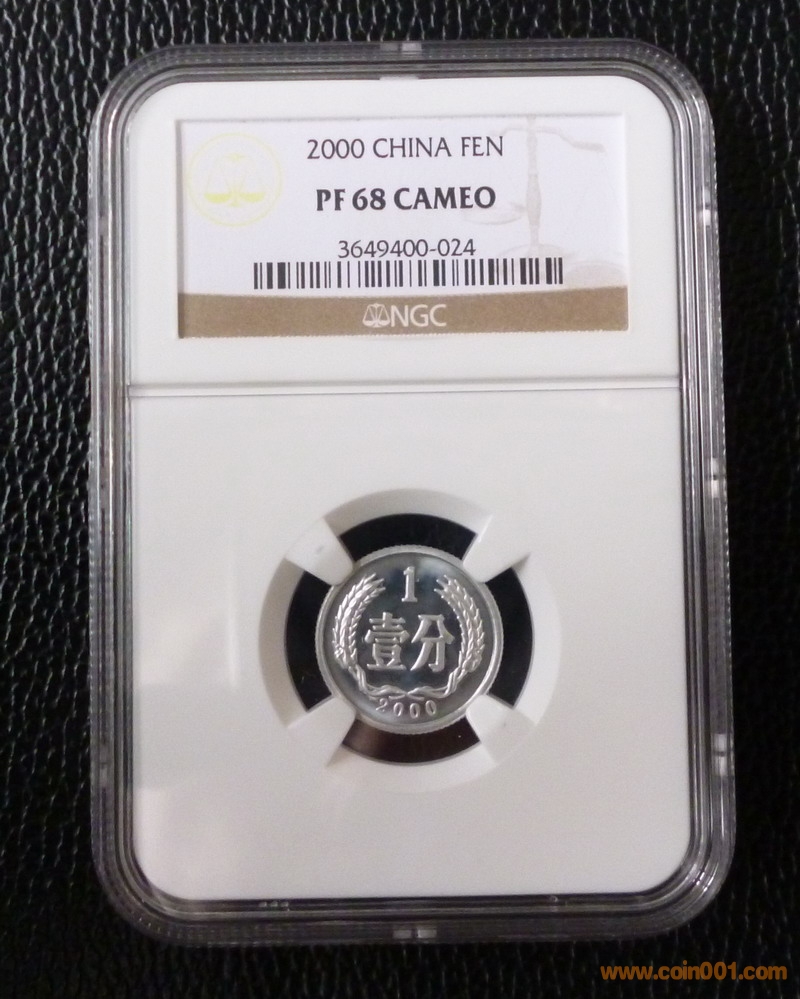 2000 CHINA FEN
PF 68 CAMEO
3649400-024
NGC
1
壹分
2000
www.coin001.com